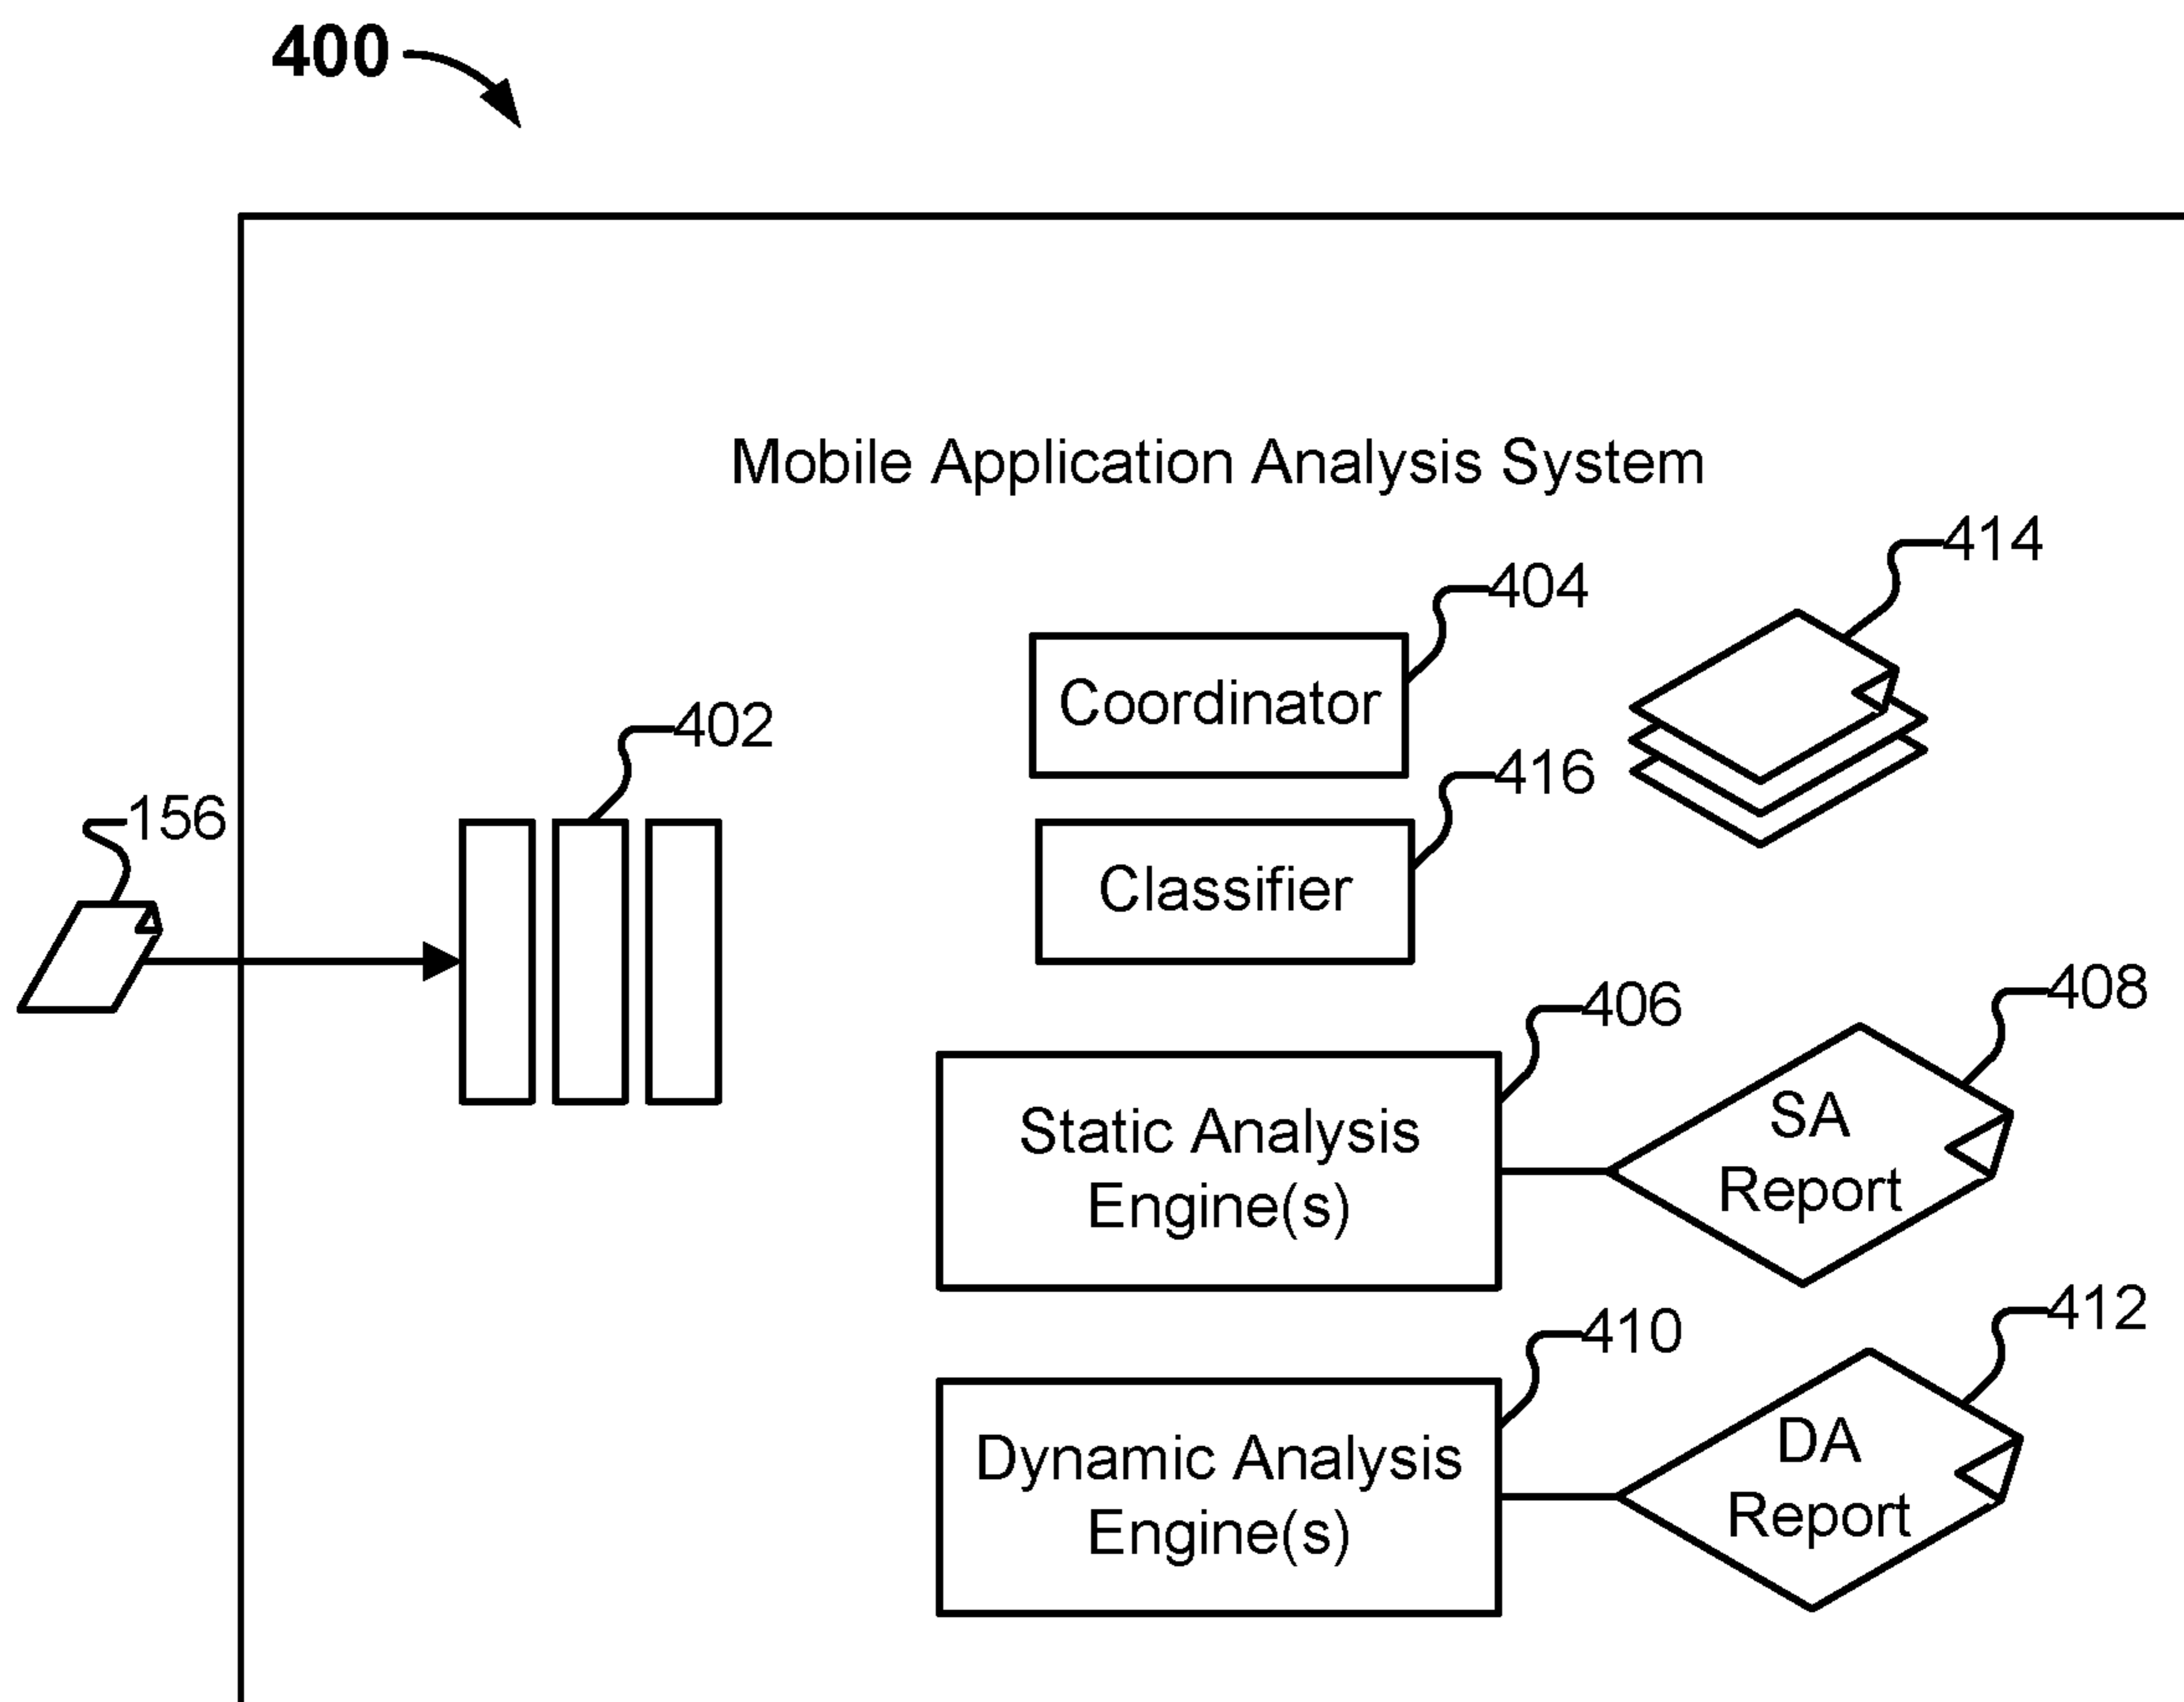 400
Mobile Application Analysis System
414
404
Coordinator
402
416
156
Classifier
406
408
Static Analysis
Engine(s)
SA
Report
410
412
Dynamic Analysis
Engine(s)
DA
Report